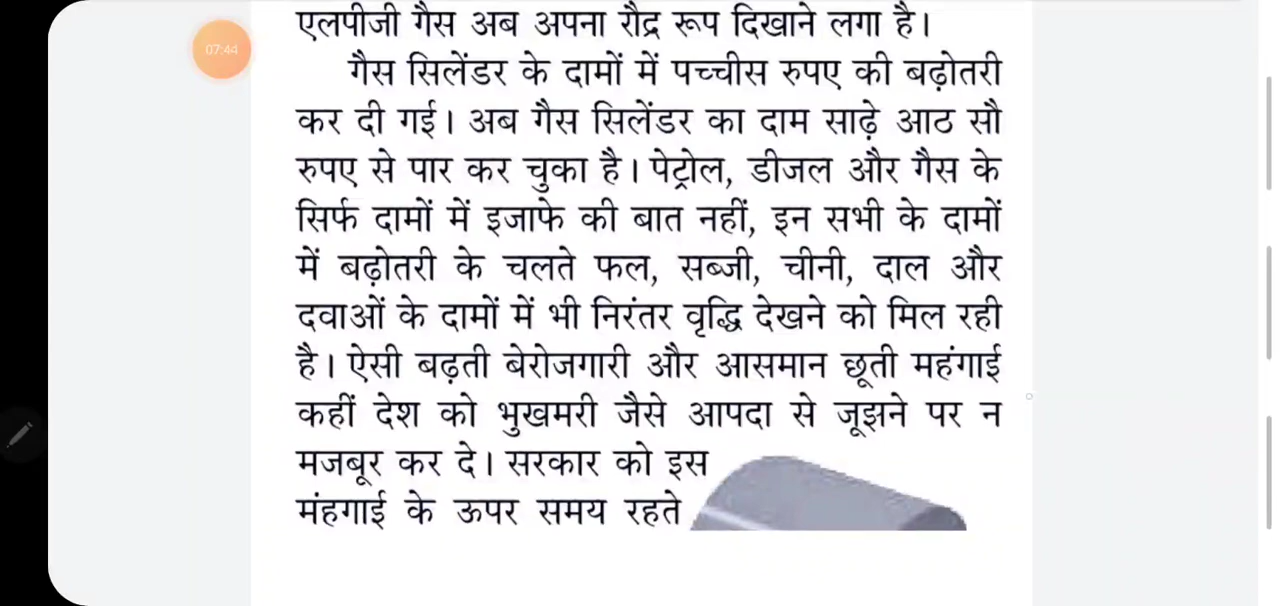 एलपीजी गैस अब अपना रौद्र रूप दिखाने लगा है।
07:44
गैस सिलेंडर के दामों में पच्चीस रुपए की बढ़ोतरी
कर दी गई। अब गैस सिलेंडर का दाम साढ़े आठ सौ
रुपए से पार कर चुका है। पेट्रोल, डीजल और गैस के
सिर्फ दामों में इजाफे की बात नहीं, इन सभी के दामों
में बढ़ोतरी के चलते फल, सब्जी, चीनी, दाल और
दवाओं के दामों में भी निरंतर वृद्धि देखने को मिल रही
है। ऐसी बढ़ती बेरोजगारी और आसमान छूती महंगाई
कहीं देश को भुखमरी जैसे आपदा से जूझने पर न
मजबूर कर दे। सरकार को इस
मंहगाई के ऊपर समय रहते